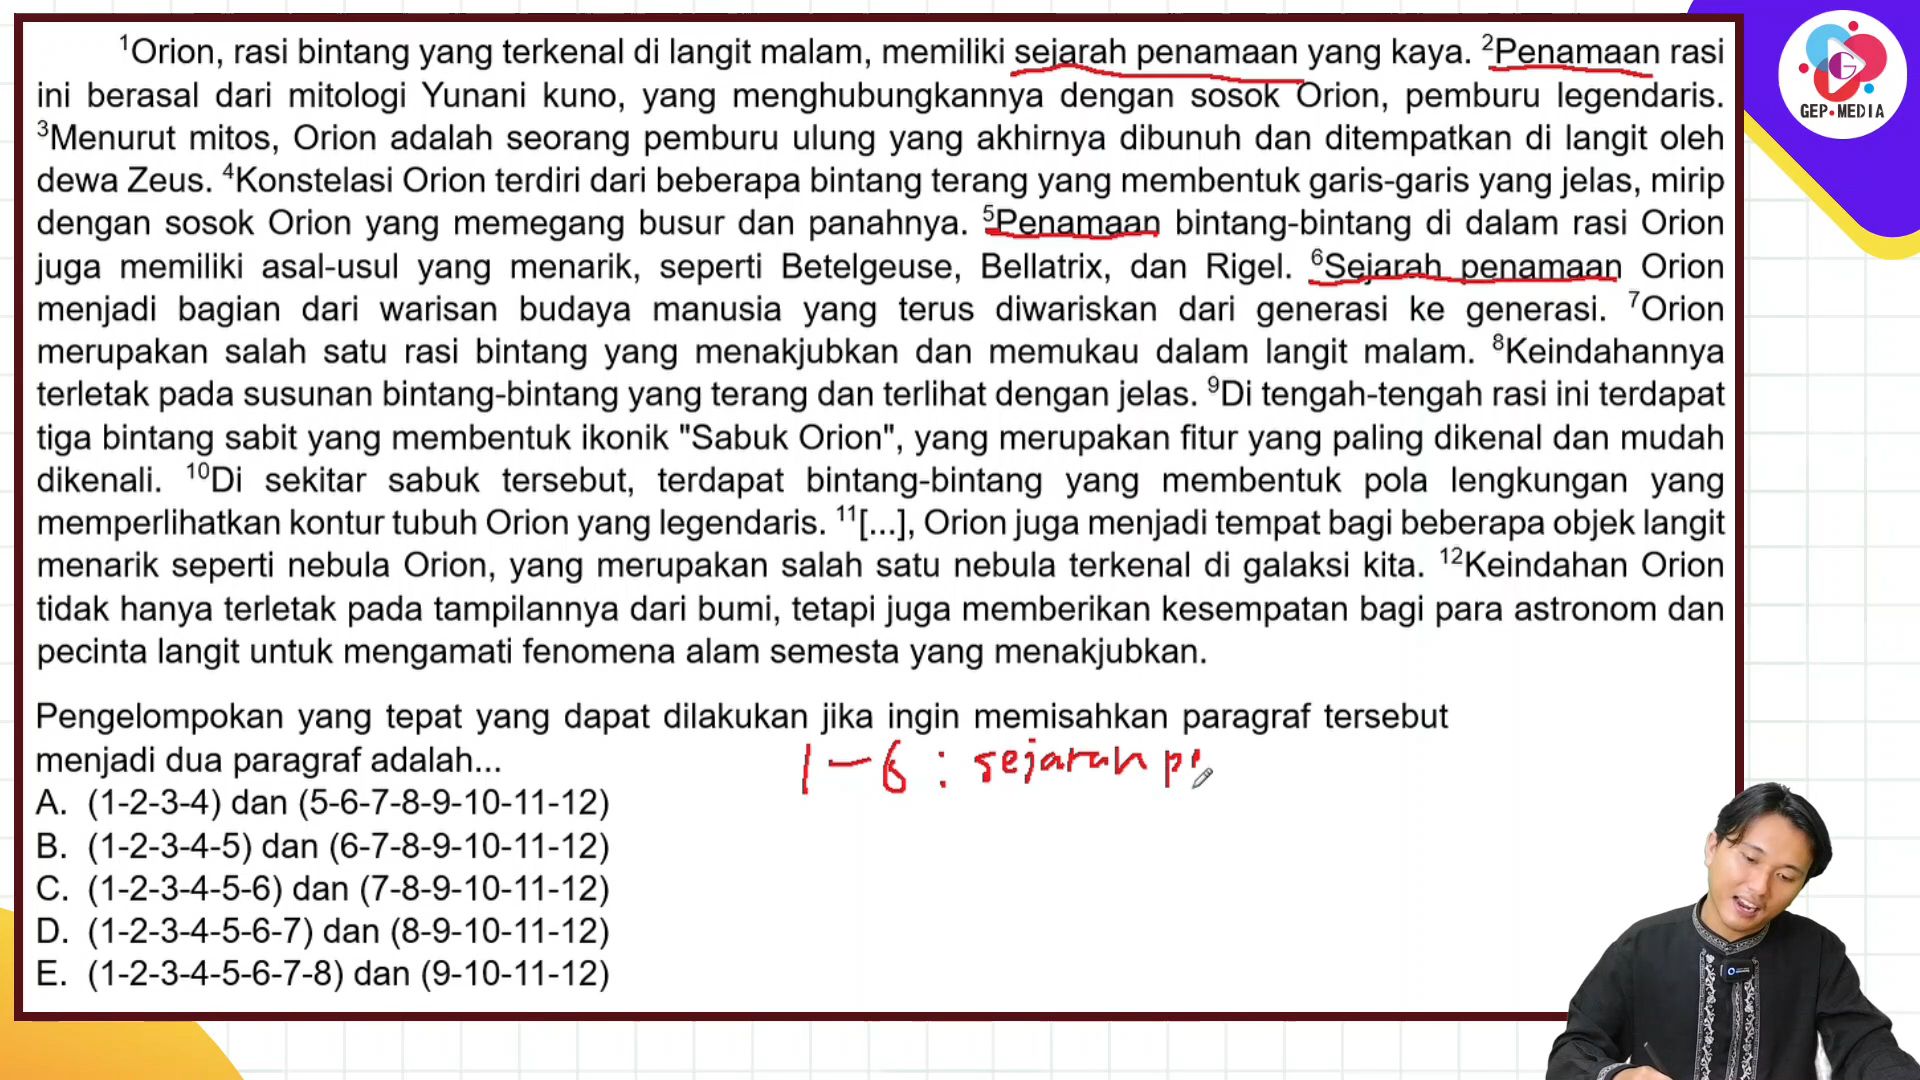 ¹Orion, rasi bintang yang terkenal di langit malam, memiliki sejarah penamaan yang kaya. ²Penamaan rasi
ini berasal dari mitologi Yunani kuno, yang menghubungkannya dengan sosok Orion, pemburu legendaris.
³Menurut mitos, Orion adalah seorang pemburu ulung yang akhirnya dibunuh dan ditempatkan di langit oleh
dewa Zeus. ⁴Konstelasi Orion terdiri dari beberapa bintang terang yang membentuk garis-garis yang jelas, mirip
dengan sosok Orion yang memegang busur dan panahnya. ⁵Penamaan bintang-bintang di dalam rasi Orion
juga memiliki asal-usul yang menarik, seperti Betelgeuse, Bellatrix, dan Rigel. ⁶Sejarah penamaan Orion
menjadi bagian dari warisan budaya manusia yang terus diwariskan dari generasi ke generasi. ⁷Orion
merupakan salah satu rasi bintang yang menakjubkan dan memukau dalam langit malam. ⁸Keindahannya
terletak pada susunan bintang-bintang yang terang dan terlihat dengan jelas. ⁹Di tengah-tengah rasi ini terdapat
tiga bintang sabit yang membentuk ikonik "Sabuk Orion", yang merupakan fitur yang paling dikenal dan mudah
dikenali. ¹⁰Di sekitar sabuk tersebut, terdapat bintang-bintang yang membentuk pola lengkungan yang
memperlihatkan kontur tubuh Orion yang legendaris. ¹¹[...], Orion juga menjadi tempat bagi beberapa objek langit
menarik seperti nebula Orion, yang merupakan salah satu nebula terkenal di galaksi kita. ¹²Keindahan Orion
tidak hanya terletak pada tampilannya dari bumi, tetapi juga memberikan kesempatan bagi para astronom dan
pecinta langit untuk mengamati fenomena alam semesta yang menakjubkan.
Pengelompokan yang tepat yang dapat dilakukan jika ingin memisahkan paragraf tersebut
menjadi dua paragraf adalah...
1-6 : sejarah p
A. (1-2-3-4) dan (5-6-7-8-9-10-11-12)
B. (1-2-3-4-5) dan (6-7-8-9-10-11-12)
C. (1-2-3-4-5-6) dan (7-8-9-10-11-12)
D. (1-2-3-4-5-6-7) dan (8-9-10-11-12)
E. (1-2-3-4-5-6-7-8) dan (9-10-11-12)
G
GEP•MEDIA